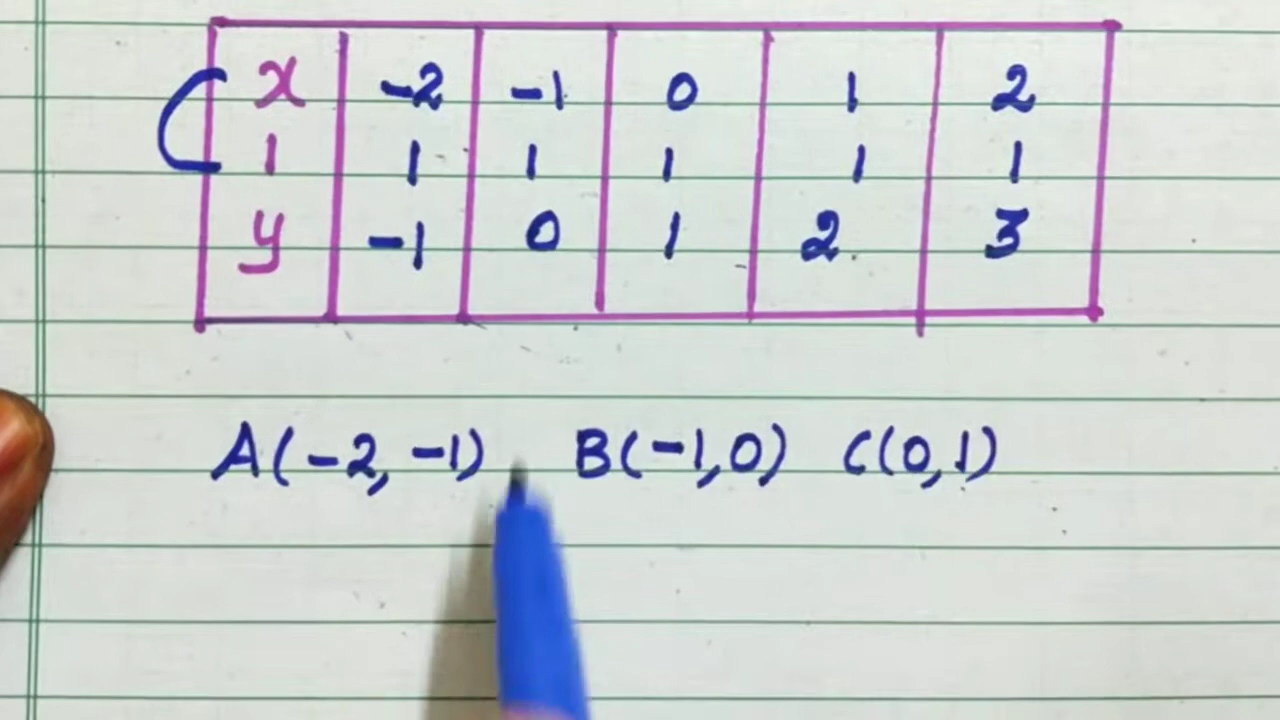 x -2 -1 0 1 2
1 1 1 1 1 1
y -1 0 1 2 3
A(-2, -1) B(-1,0) C(0,1)